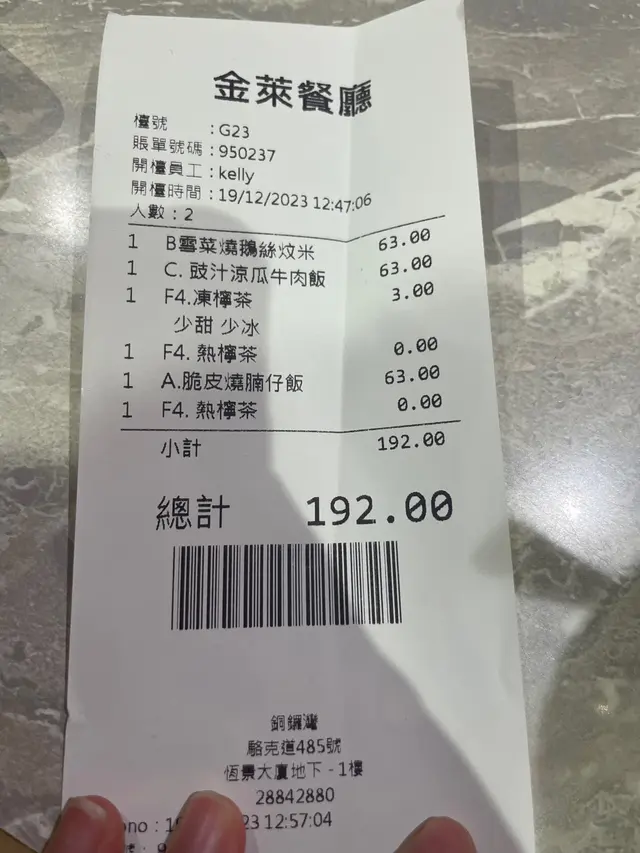 金萊餐廳
檯號 :G23
賬單號碼:950237
開檯員工:kelly
開檯時間:19/12/2023 12:47:06
人數:2
1 B雪菜燒鵝絲炆米 63.00
1 C. 豉汁涼瓜牛肉飯 63.00
1 F4.凍檸茶 3.00
少甜 少冰
1 F4. 熱檸茶 0.00
1 A.脆皮燒腩仔飯 63.00
1 F4. 熱檸茶 0.00
小計 192.00
總計 192.00
銅鑼灣
駱克道485號
恆景大廈地下-1樓
28842880
23 12:57:04